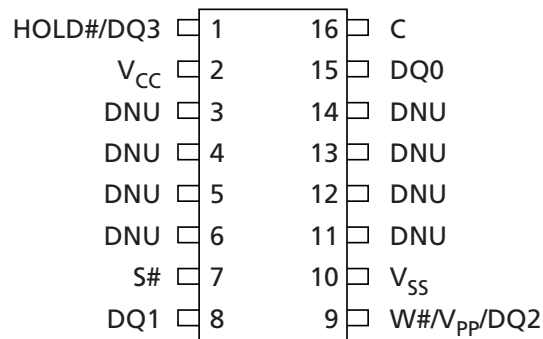 HOLD#/DQ3 1 16 C
VCC 2 15 DQ0
DNU 3 14 DNU
DNU 4 13 DNU
DNU 5 12 DNU
DNU 6 11 DNU
S# 7 10 VSS
DQ1 8 9 W#/VPP/DQ2